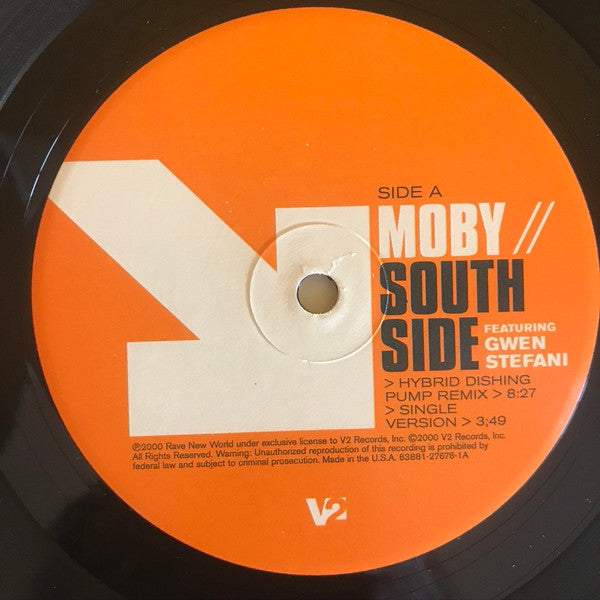 SIDE A
MOBY //
SOUTH
SIDE FEATURING
GWEN
STEFANI
> HYBRID DISHING
PUMP REMIX > 8:27
> SINGLE
VERSION > 3;49
℗2000 Rave New World under exclusive license to V2 Records, Inc. ©2000 V2 Records, Inc.
All Rights Reserved. Warning: Unauthorized reproduction of this recording is prohibited by
federal law and subject to criminal prosecution. Made in the U.S.A. 63881-27676-1A
V2